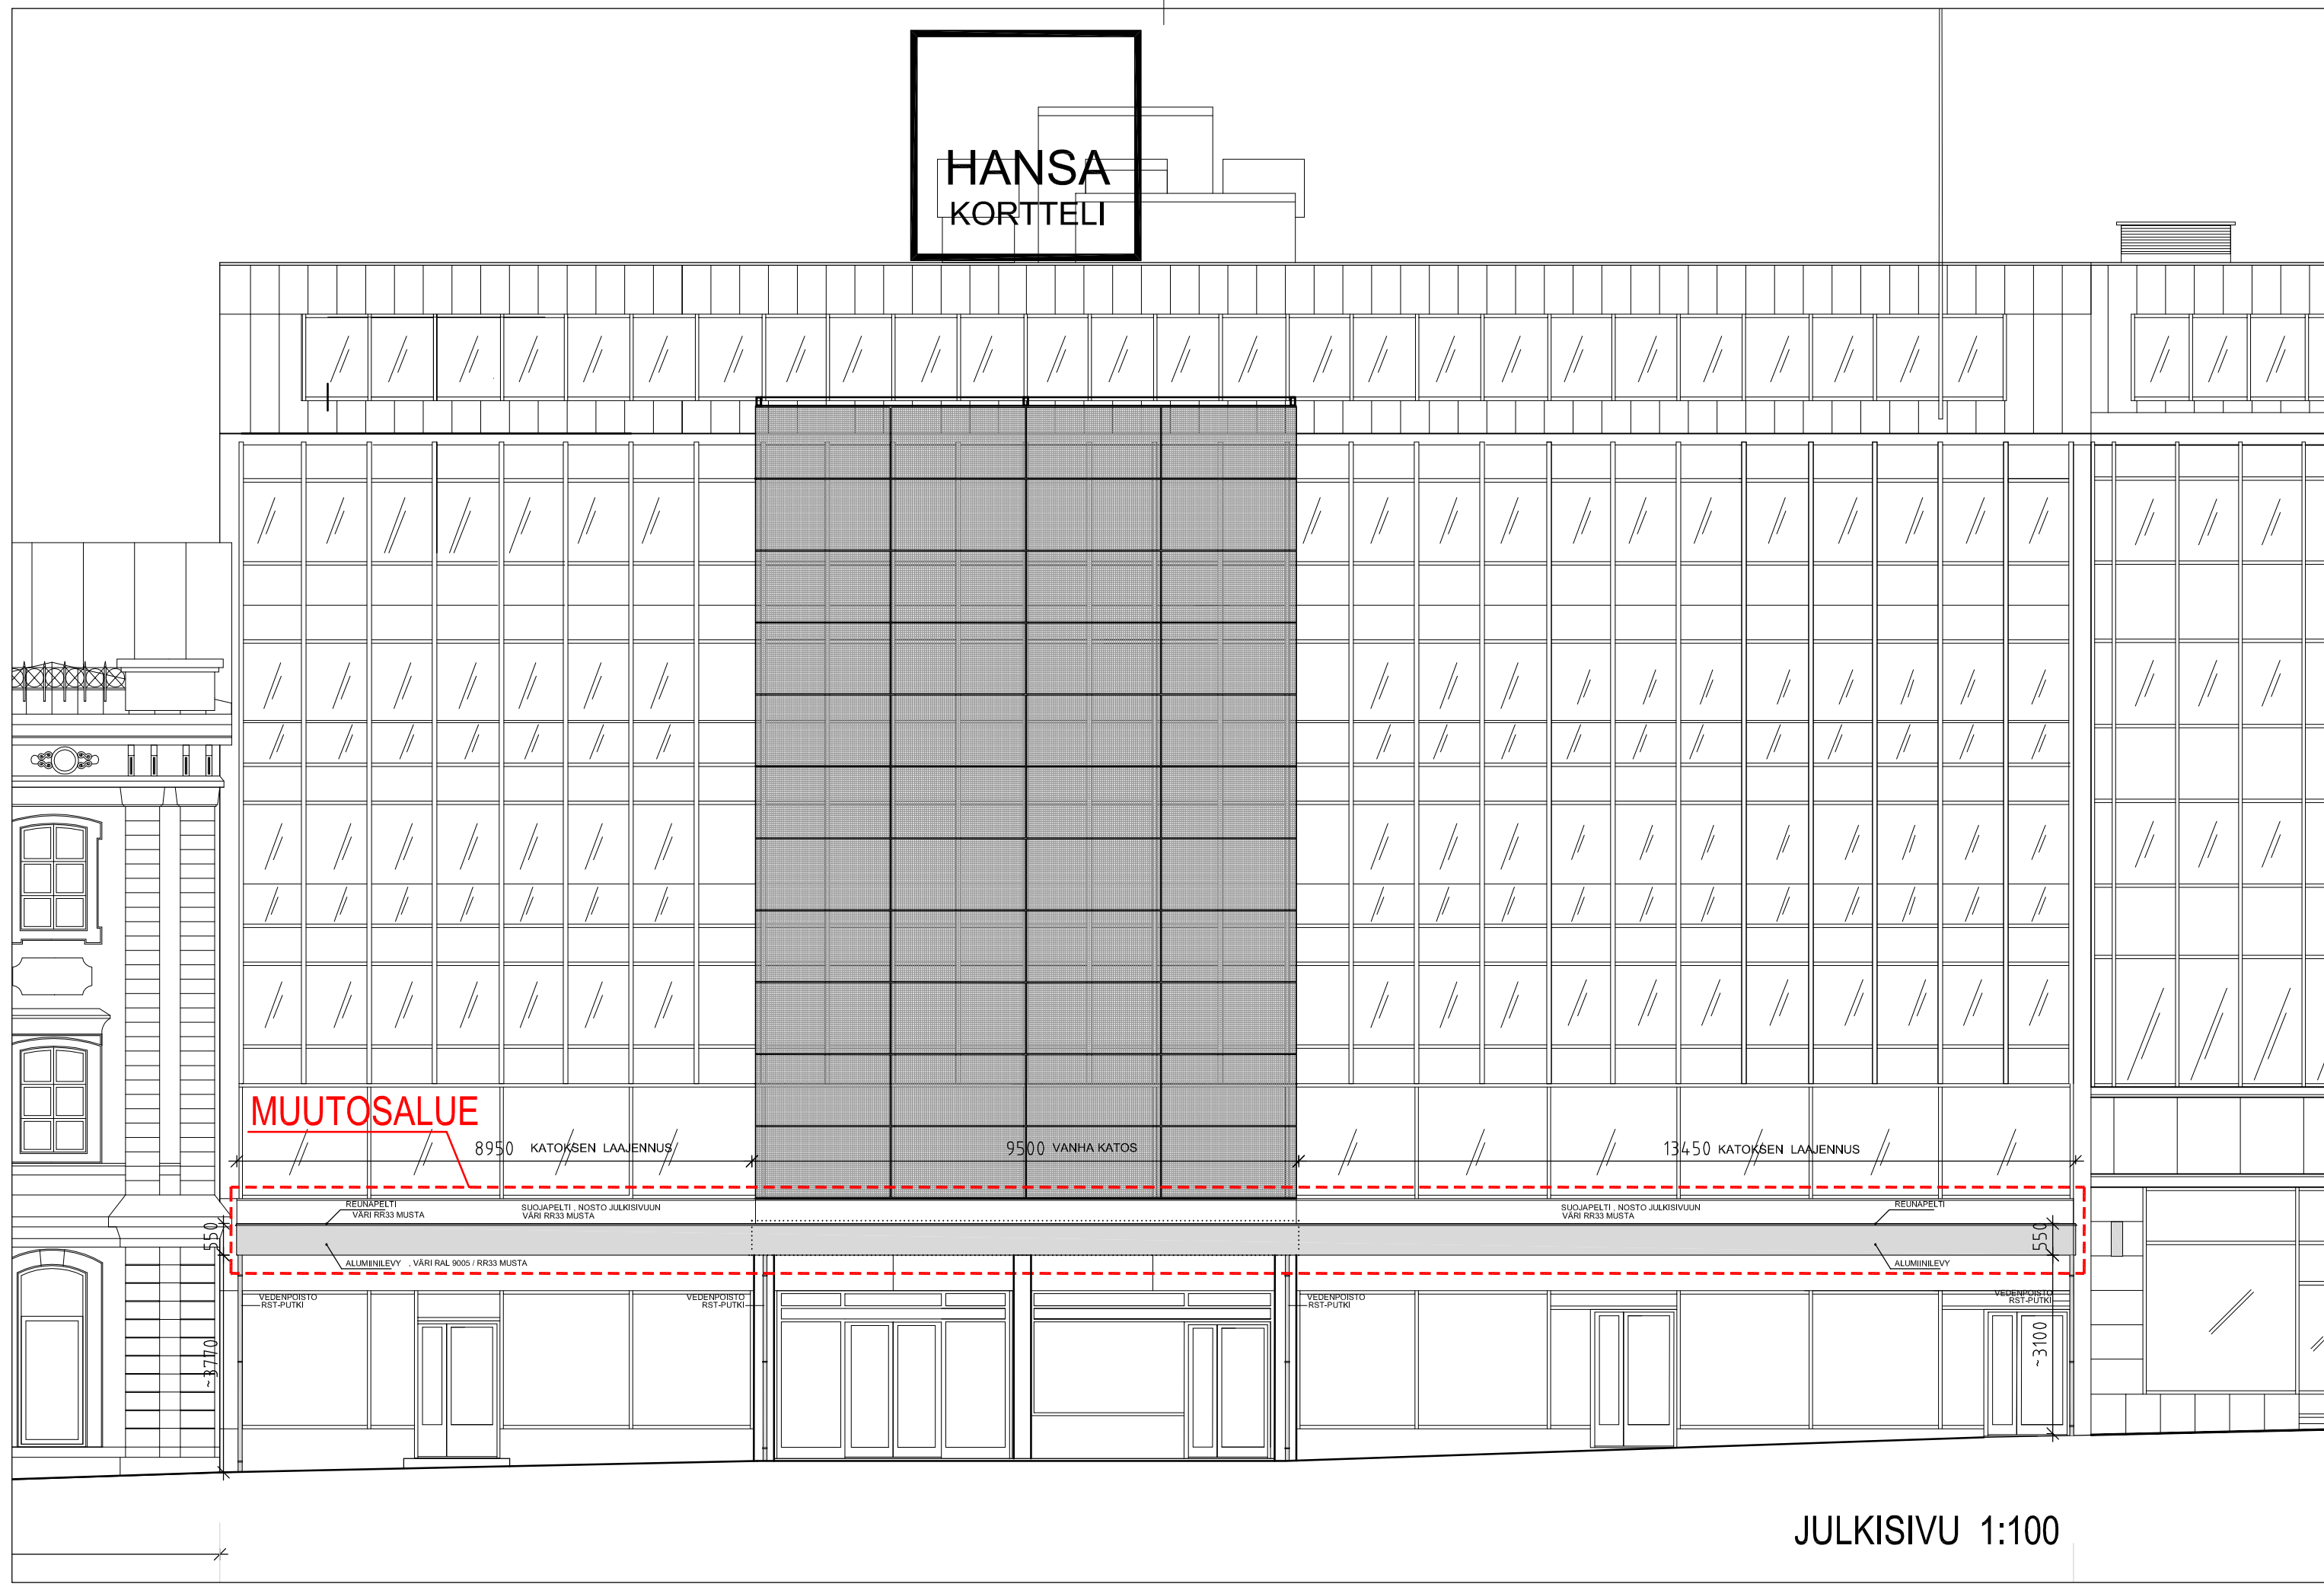 HANSA
KORTTELI
MUUTOSALUE
8950 KATOKSEN LAAJENNUS
9500 VANHA KATOS
13450 KATOKSEN LAAJENNUS
REUNAPELTI
VÄRI RR33 MUSTA
SUOJAPELTI , NOSTO JULKISIVUUN
VÄRI RR33 MUSTA
SUOJAPELTI , NOSTO JULKISIVUUN
VÄRI RR33 MUSTA
REUNAPELTI
550
550
ALUMIINILEVY , VÄRI RAL 9005 / RR33 MUSTA
ALUMIINILEVY
VEDENPOISTO
RST-PUTKI
VEDENPOISTO
RST-PUTKI
VEDENPOISTO
RST-PUTKI
VEDENPOISTO
RST-PUTKI
~3770
~3100
JULKISIVU 1:100